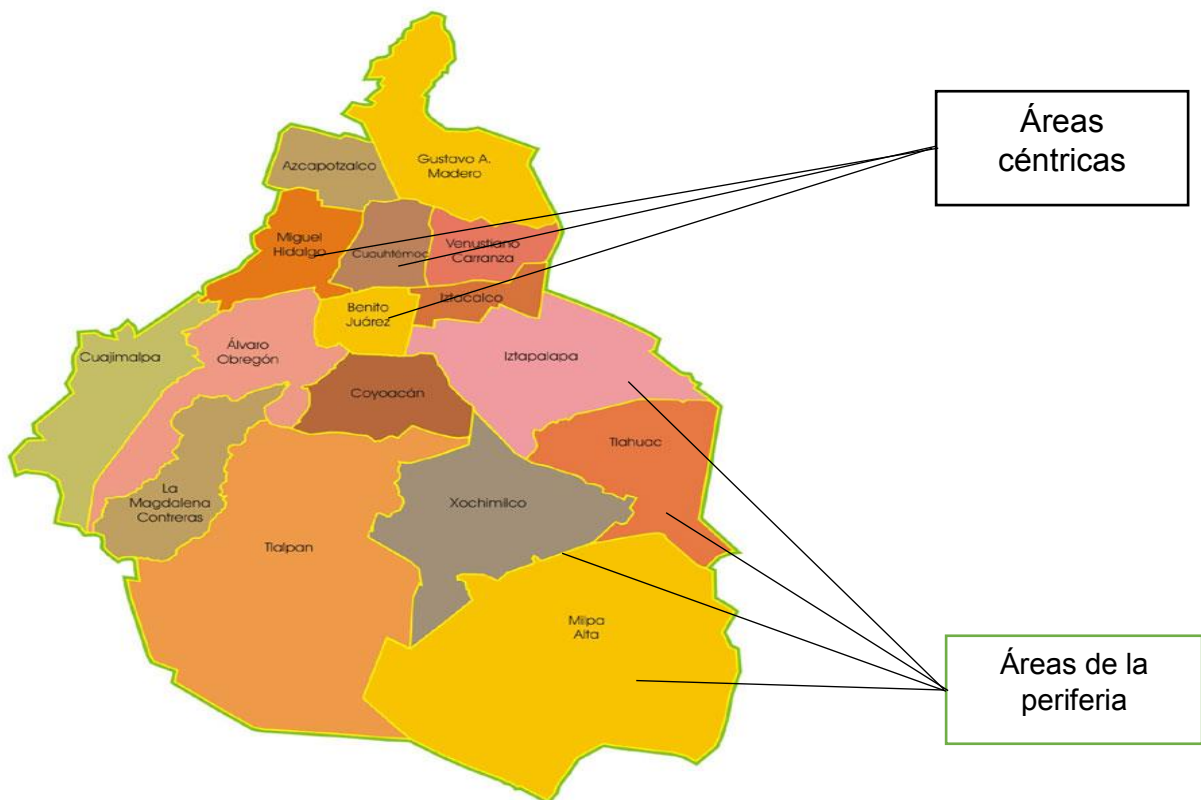 Áreas
céntricas
Gustavo A.
Madero
Azcapotzalco
Miguel
Hidalgo
Cuauhtémoc
Venustiano
Carranza
Iztacalco
Benito
Juárez
Álvaro
Obregón
Cuajimalpa
Iztapalapa
Coyoacán
Tlahuac
La
Magdalena
Contreras
Xochimilco
Tlalpan
Milpa
Alta
Áreas de la
periferia